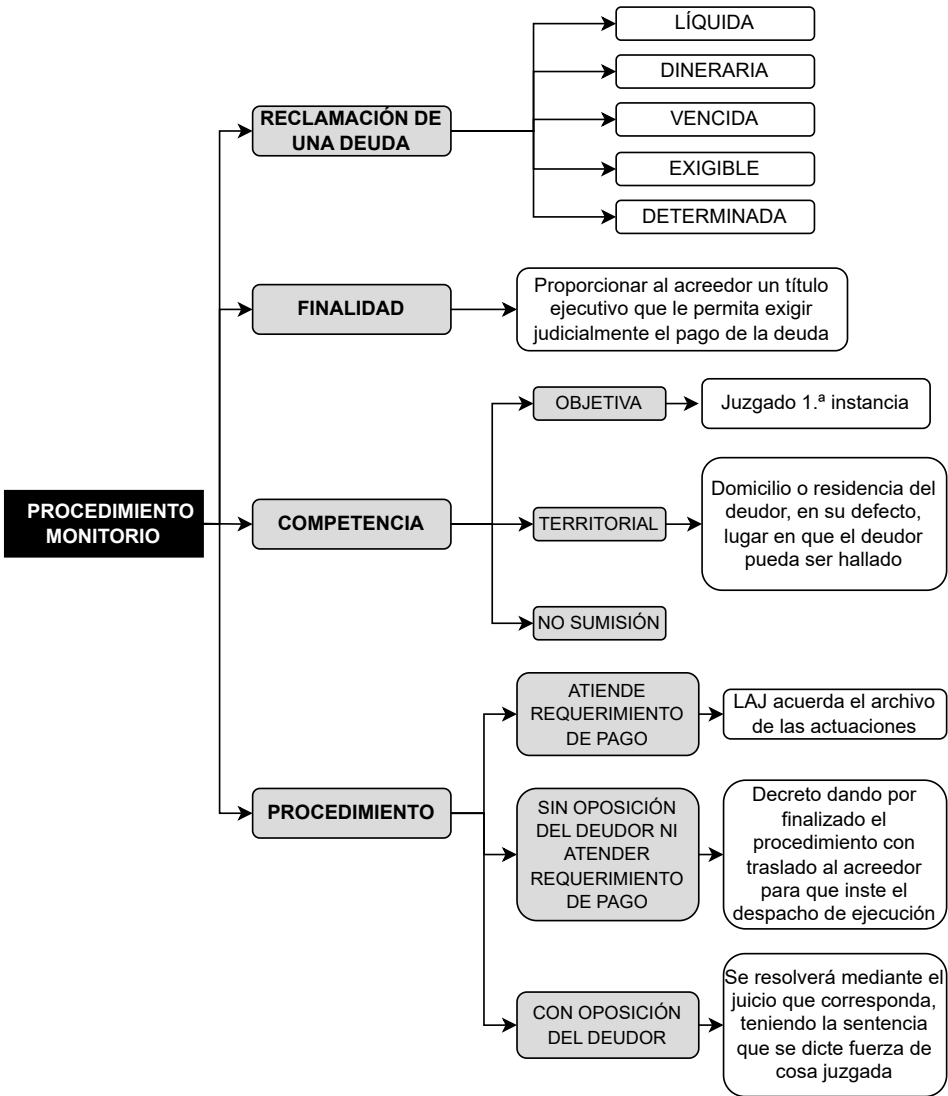 PROCEDIMIENTO
MONITORIO
RECLAMACIÓN DE
UNA DEUDA
LÍQUIDA
DINERARIA
VENCIDA
EXIGIBLE
DETERMINADA
FINALIDAD
Proporcionar al acreedor un título
ejecutivo que le permita exigir
judicialmente el pago de la deuda
COMPETENCIA
OBJETIVA
Juzgado 1.ª instancia
TERRITORIAL
Domicilio o residencia del
deudor, en su defecto,
lugar en que el deudor
pueda ser hallado
NO SUMISIÓN
PROCEDIMIENTO
ATIENDE
REQUERIMIENTO
DE PAGO
LAJ acuerda el archivo
de las actuaciones
SIN OPOSICIÓN
DEL DEUDOR NI
ATENDER
REQUERIMIENTO
DE PAGO
Decreto dando por
finalizado el
procedimiento con
traslado al acreedor
para que inste el
despacho de ejecución
CON OPOSICIÓN
DEL DEUDOR
Se resolverá mediante el
juicio que corresponda,
teniendo la sentencia
que se dicte fuerza de
cosa juzgada